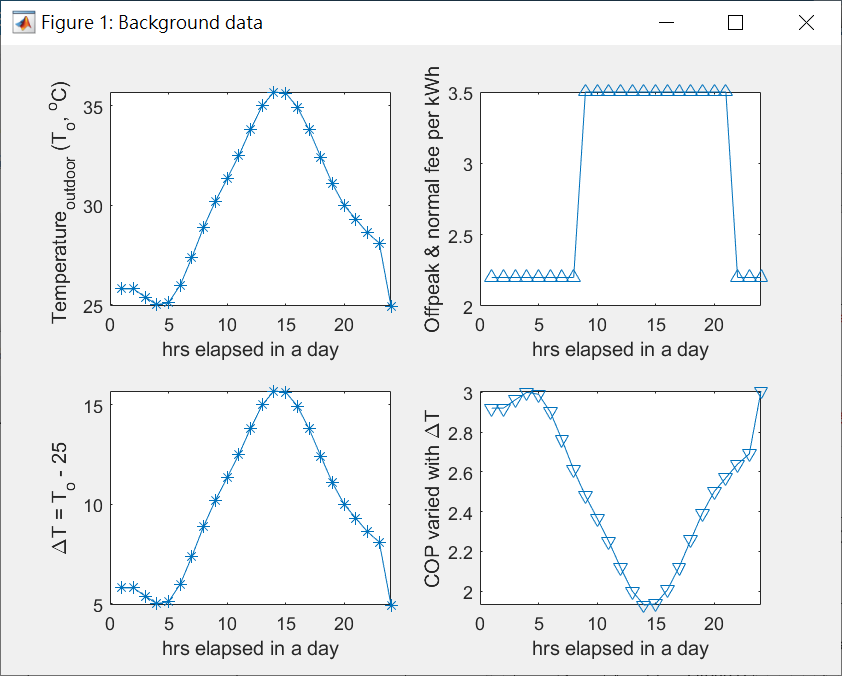 Figure 1: Background data
Temperature_outdoor (T_o, °C)
35
30
25
0 5 10 15 20
hrs elapsed in a day
Offpeak & normal fee per kWh
3.5
3
2.5
2
0 5 10 15 20
hrs elapsed in a day
ΔT = T_o - 25
15
10
5
0 5 10 15 20
hrs elapsed in a day
COP varied with ΔT
3
2.8
2.6
2.4
2.2
2
0 5 10 15 20
hrs elapsed in a day